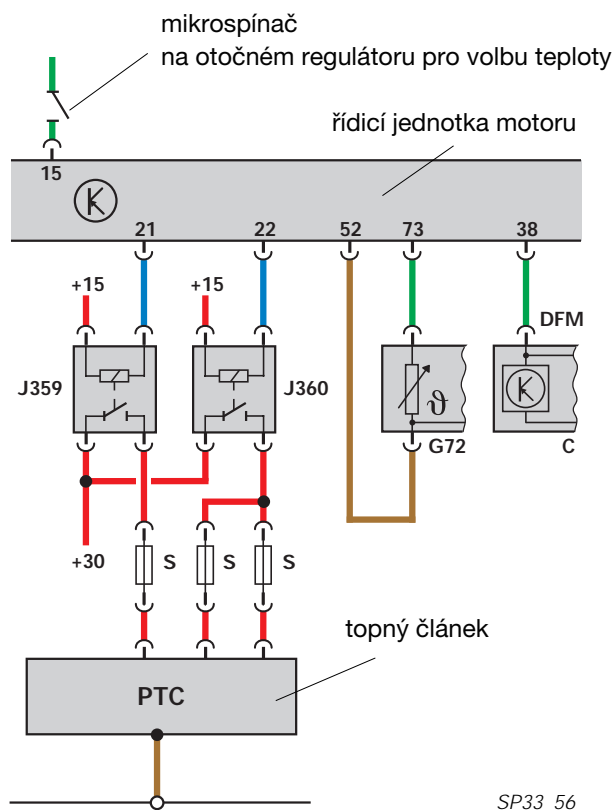 mikrospínač
na otočném regulátoru pro volbu teploty
řídicí jednotka motoru
15
21 22 52 73 38
+15 +15 DFM
J359 J360
ϑ
G72 C
+30 S S S
topný článek
PTC
SP33_56